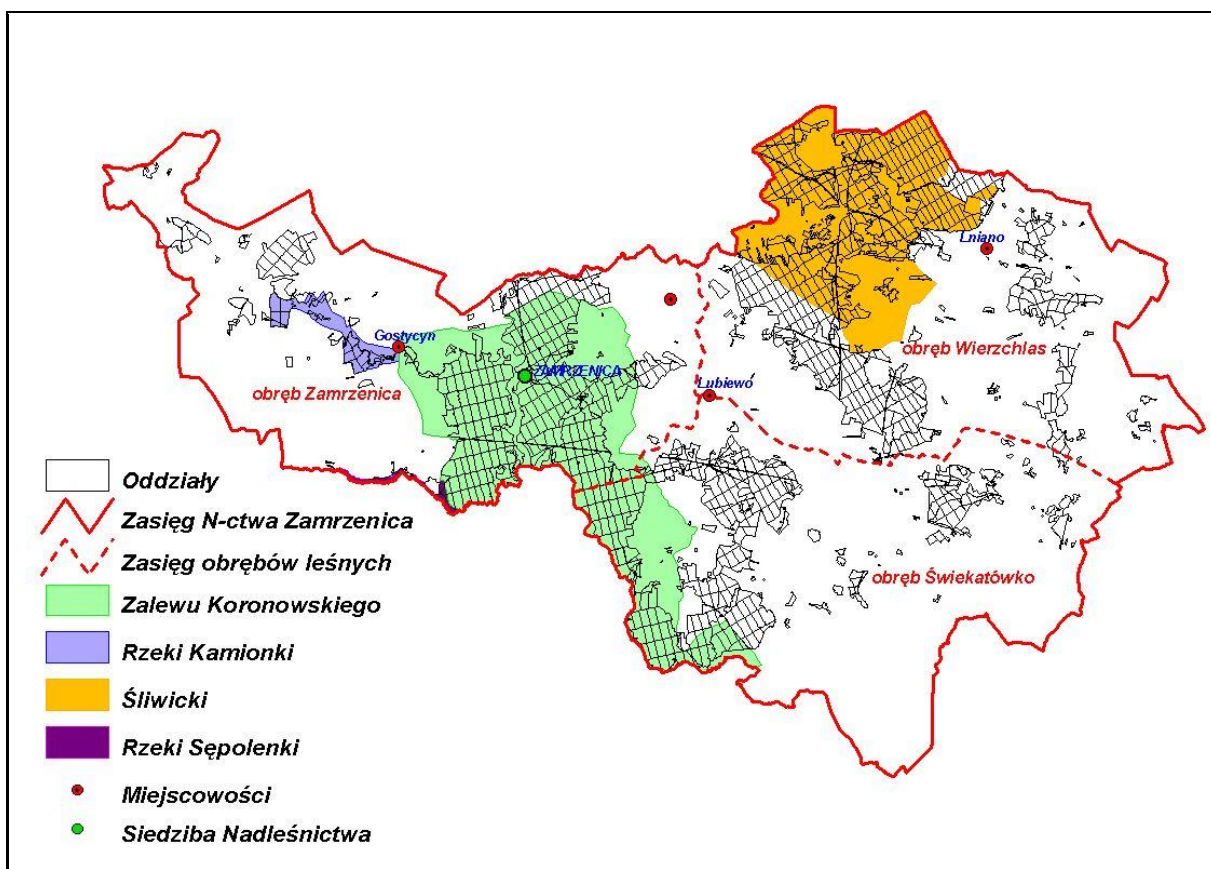 Lniano
obręb Wierzchlas
Gostycyn
ZAMRZENICA
obręb Zamrzenica
Lubiewo
obręb Świekatówko
Oddziały
Zasięg N-ctwa Zamrzenica
Zasięg obrębów leśnych
Zalewu Koronowskiego
Rzeki Kamionki
Śliwicki
Rzeki Sępolenki
Miejscowości
Siedziba Nadleśnictwa